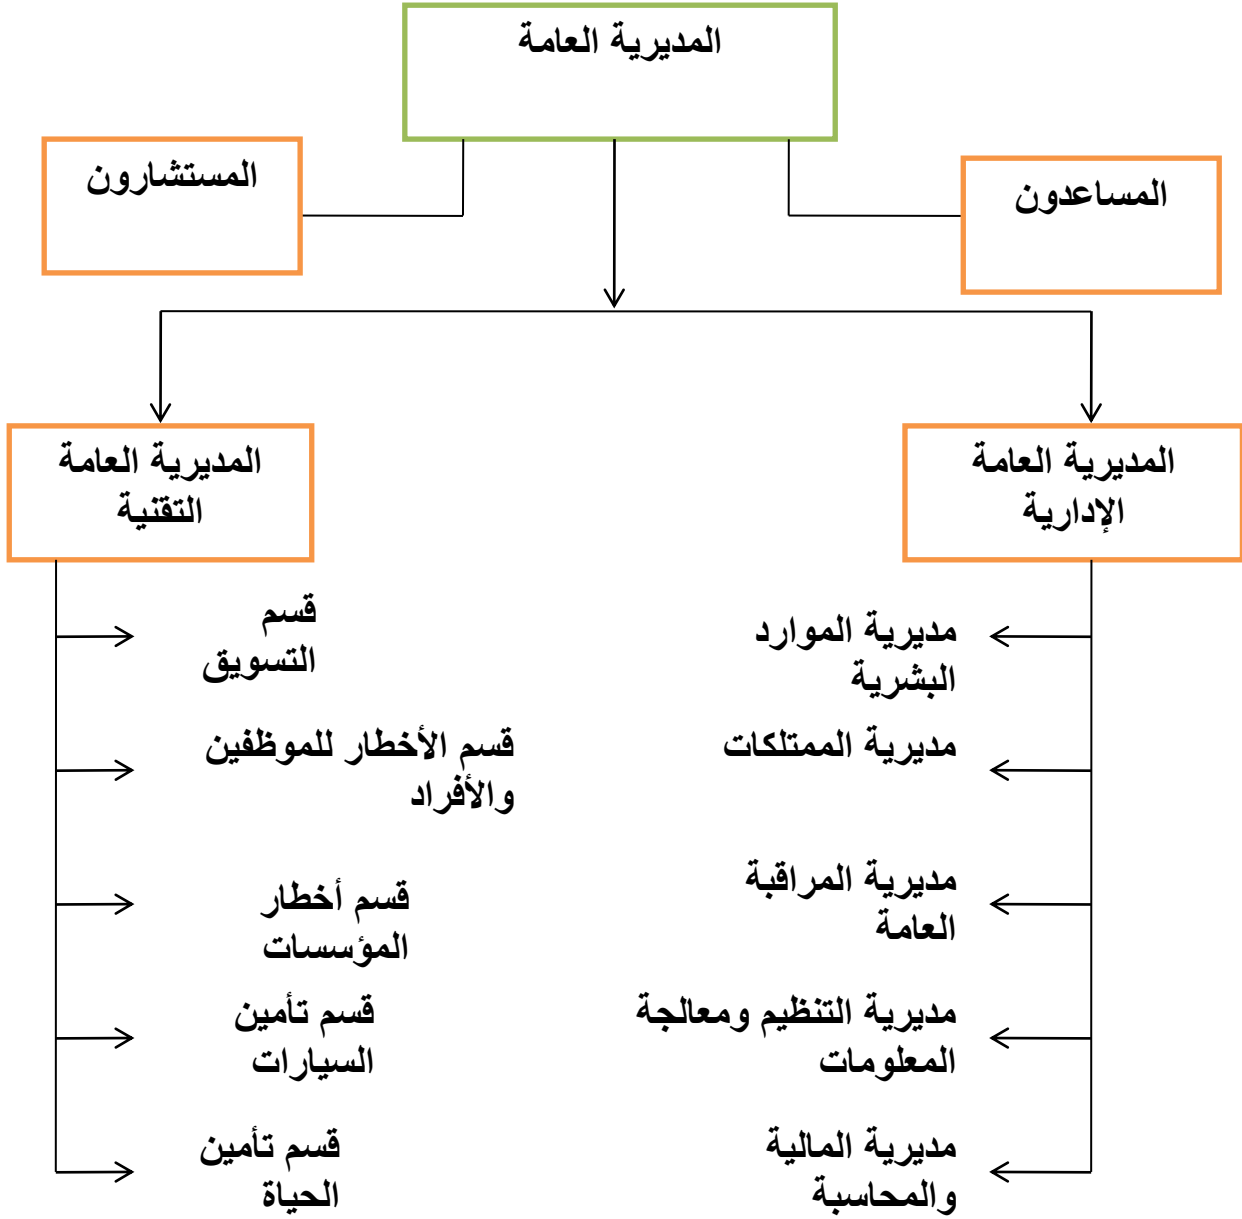 المديرية العامة
المساعدون
المستشارون
المديرية العامة
الإدارية
المديرية العامة
التقنية
مديرية الموارد
البشرية
مديرية الممتلكات
مديرية المراقبة
العامة
مديرية التنظيم ومعالجة
المعلومات
مديرية المالية
والمحاسبة
قسم
التسويق
قسم الأخطار للموظفين
والأفراد
قسم أخطار
المؤسسات
قسم تأمين
السيارات
قسم تأمين
الحياة